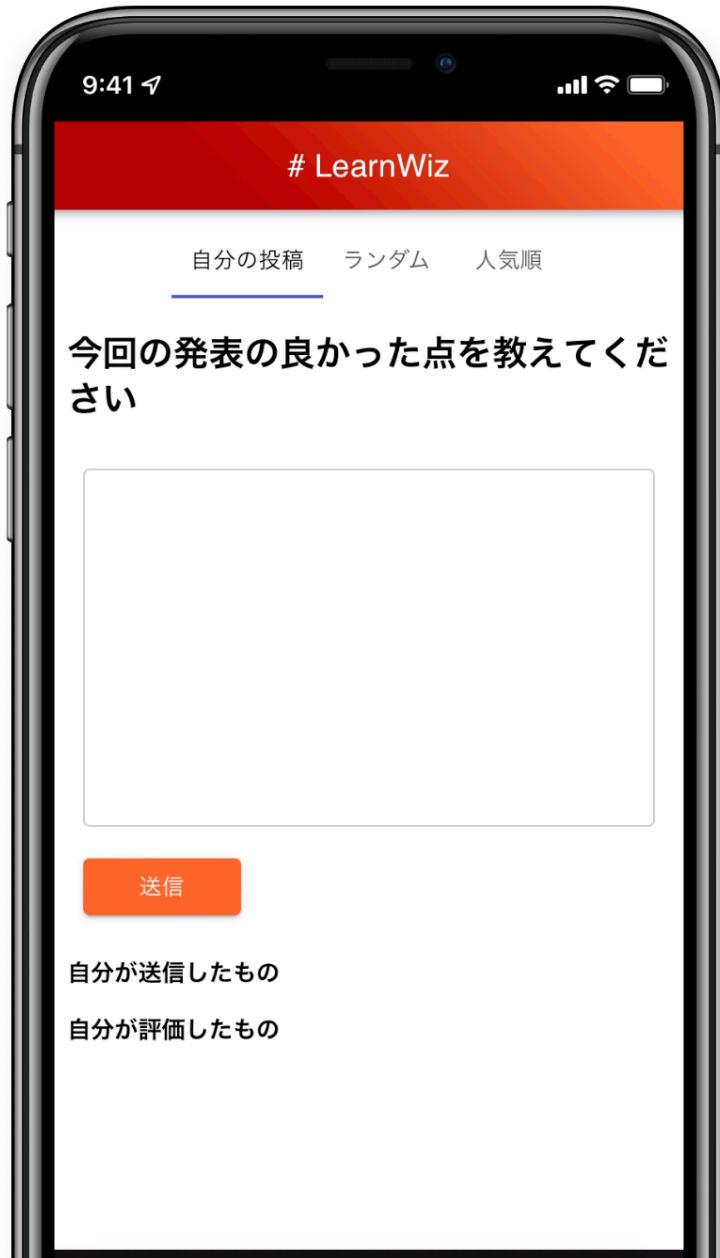 9:41
# LearnWiz
自分の投稿 ランダム 人気順
今回の発表の良かった点を教えてくだ
さい
送信
自分が送信したもの
自分が評価したもの